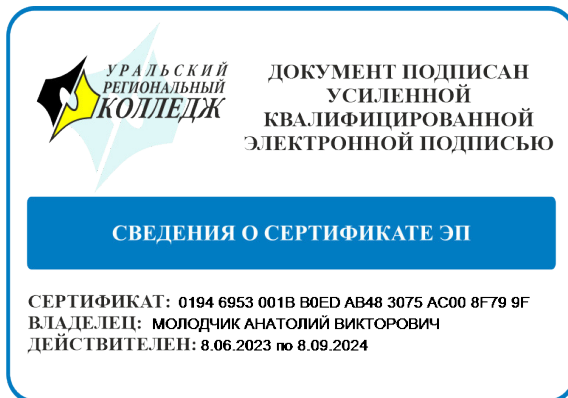 УРАЛЬСКИЙ
РЕГИОНАЛЬНЫЙ
КОЛЛЕДЖ
ДОКУМЕНТ ПОДПИСАН
УСИЛЕННОЙ
КВАЛИФИЦИРОВАННОЙ
ЭЛЕКТРОННОЙ ПОДПИСЬЮ
СВЕДЕНИЯ О СЕРТИФИКАТЕ ЭП
СЕРТИФИКАТ: 0194 6953 001B B0ED AB48 3075 AC00 8F79 9F
ВЛАДЕЛЕЦ: МОЛОДЧИК АНАТОЛИЙ ВИКТОРОВИЧ
ДЕЙСТВИТЕЛЕН: 8.06.2023 по 8.09.2024